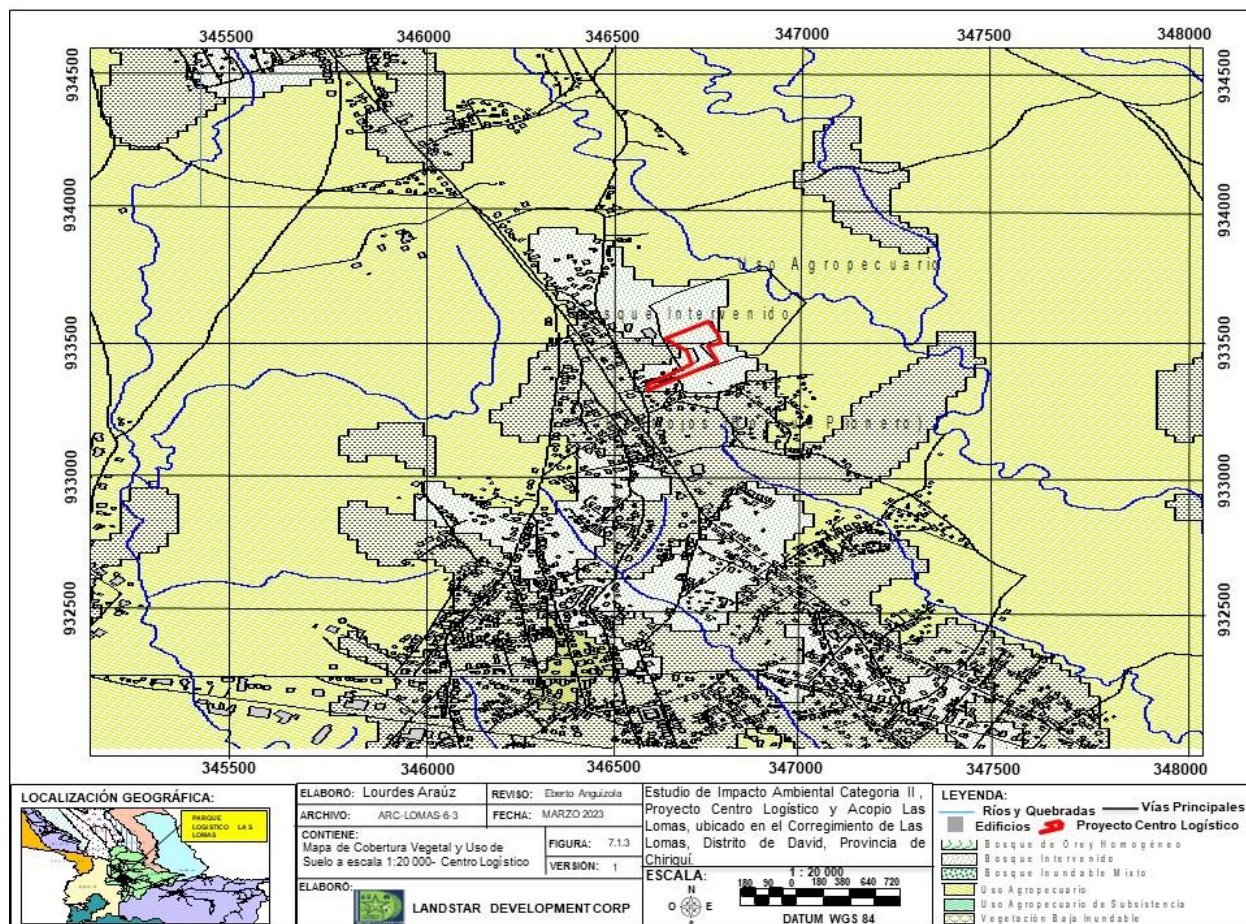 345500 346000 346500 347000 347500 348000
934500 934500
934000 934000
Uso Agropecuario
Bosque Intervenido
933500 933500
933000 933000
932500 932500
345500 346000 346500 347000 347500 348000
LOCALIZACIÓN GEOGRÁFICA:
PARQUE
LOGISTICO LAS
LOMAS
ELABORÓ: Lourdes Araúz
REVISO: Eberto Anguizola
ARCHIVO: ARC-LOMAS-6-3
FECHA: MARZO 2023
CONTIENE:
Mapa de Cobertura Vegetal y Uso de
Suelo a escala 1:20 000- Centro Logístico
FIGURA: 7.1.3
VERSIÓN: 1
ELABORÓ:
LANDSTAR DEVELOPMENT CORP
Estudio de Impacto Ambiental Categoria II ,
Proyecto Centro Logístico y Acopio Las
Lomas, ubicado en el Corregimiento de Las
Lomas, Distrito de David, Provincia de
Chiriquí.
ESCALA: 1 : 20 000
N
O E
180 90 0 180 360 540 720
DATUM WGS 84
LEYENDA:
Ríos y Quebradas Vías Principales
Edificios Proyecto Centro Logístico
Bosque de Orey Homogéneo
Bosque Intervenido
Bosque Inundable Mixto
Uso Agropecuario
Uso Agropecuario de Subsistencia
Vegetación Baja Inundable